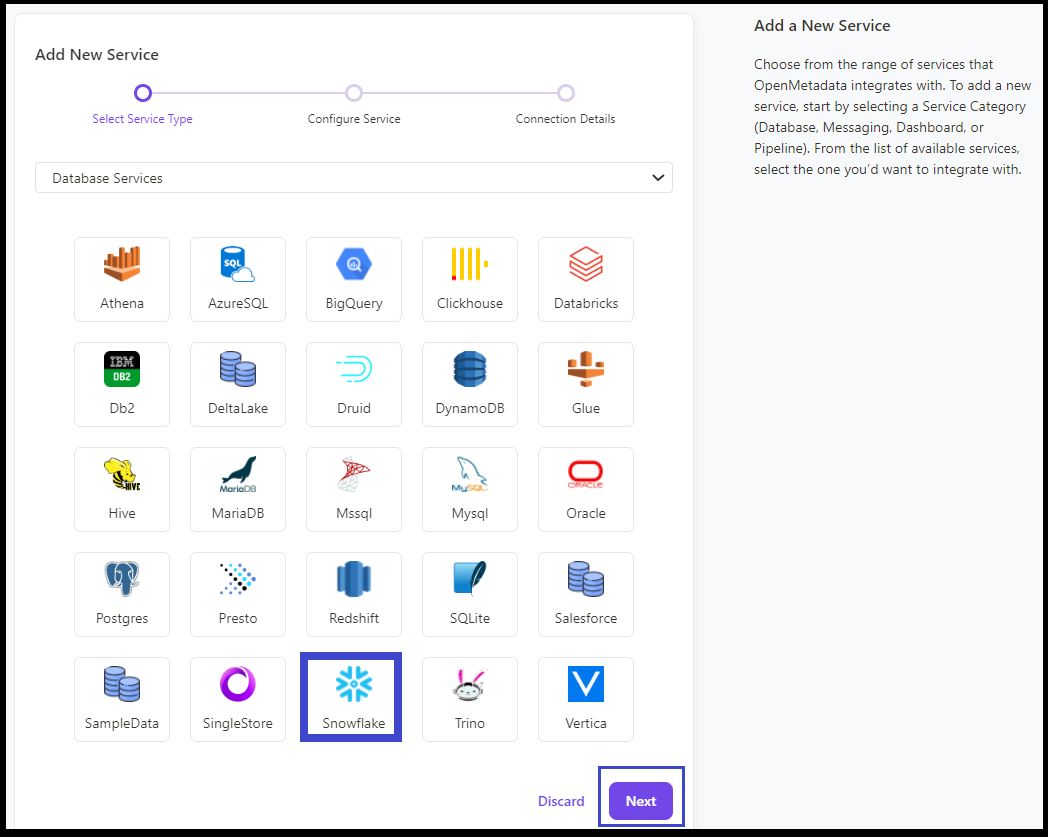 Add New Service
Select Service Type
Configure Service
Connection Details
Database Services
SQL
Athena
AzureSQL
BigQuery
Clickhouse
Databricks
IBM
DB2
Db2
DeltaLake
Druid
DynamoDB
Glue
HIVE
MariaDB
MySQL
ORACLE
Hive
MariaDB
Mssql
Mysql
Oracle
Postgres
Presto
Redshift
SQLite
Salesforce
SampleData
SingleStore
Snowflake
Trino
Vertica
Discard
Next
Add a New Service
Choose from the range of services that
OpenMetadata integrates with. To add a new
service, start by selecting a Service Category
(Database, Messaging, Dashboard, or
Pipeline). From the list of available services,
select the one you'd want to integrate with.